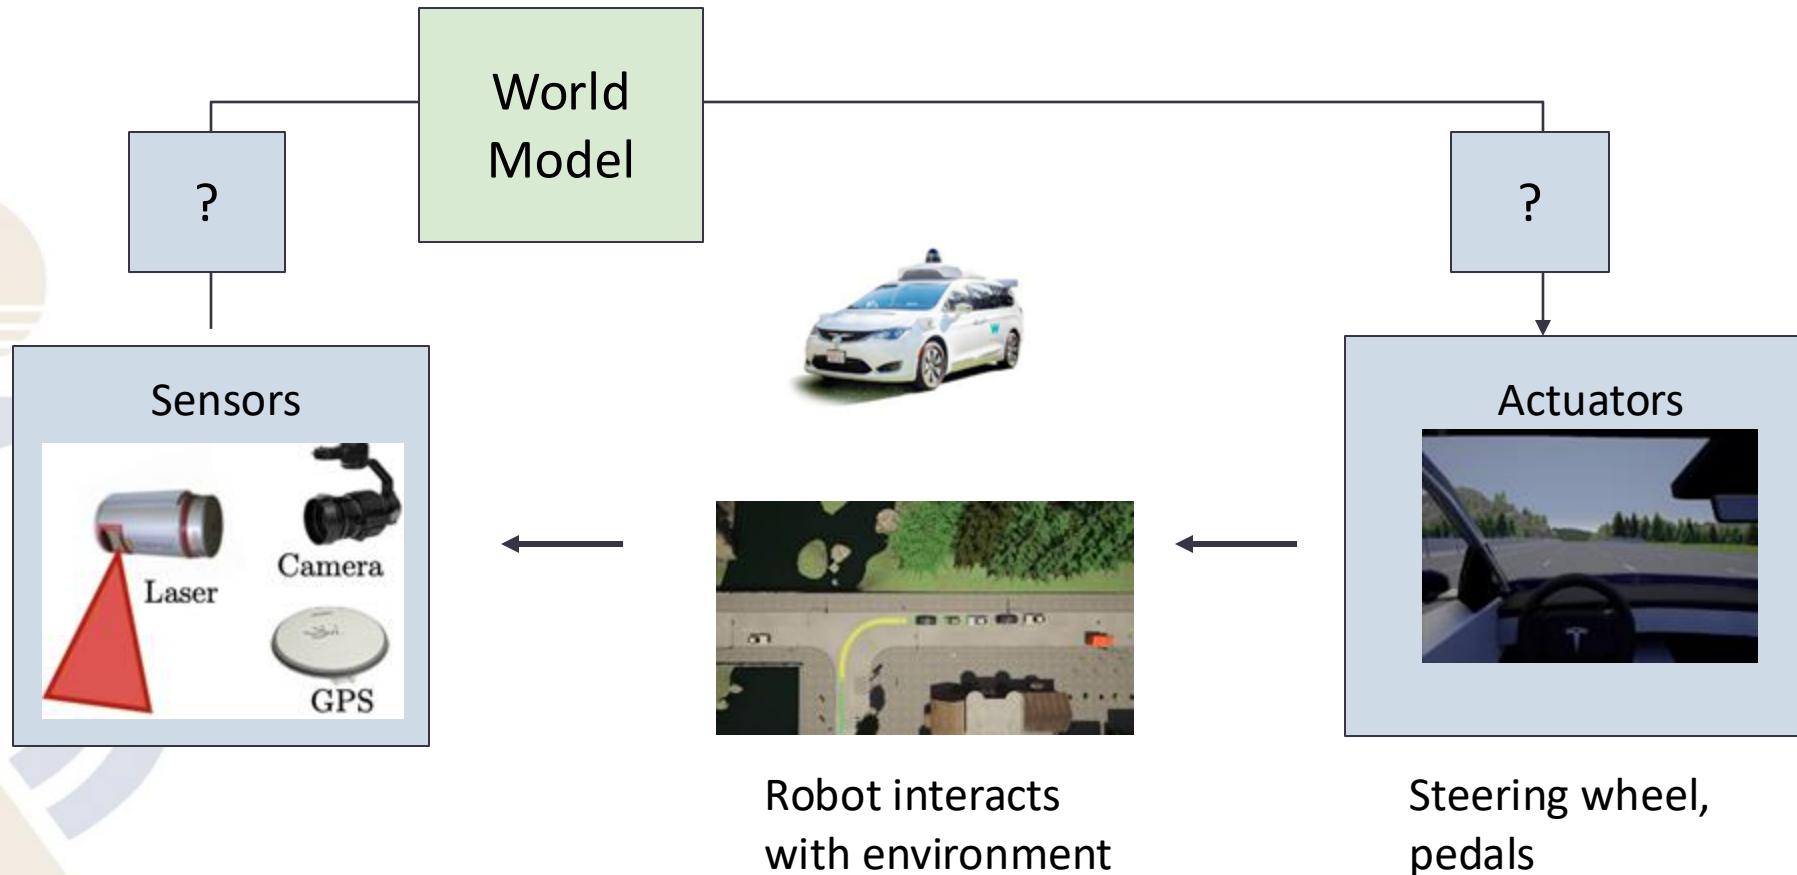 World
Model
?
?
Sensors
Actuators
Camera
Laser
GPS
Robot interacts
with environment
Steering wheel,
pedals